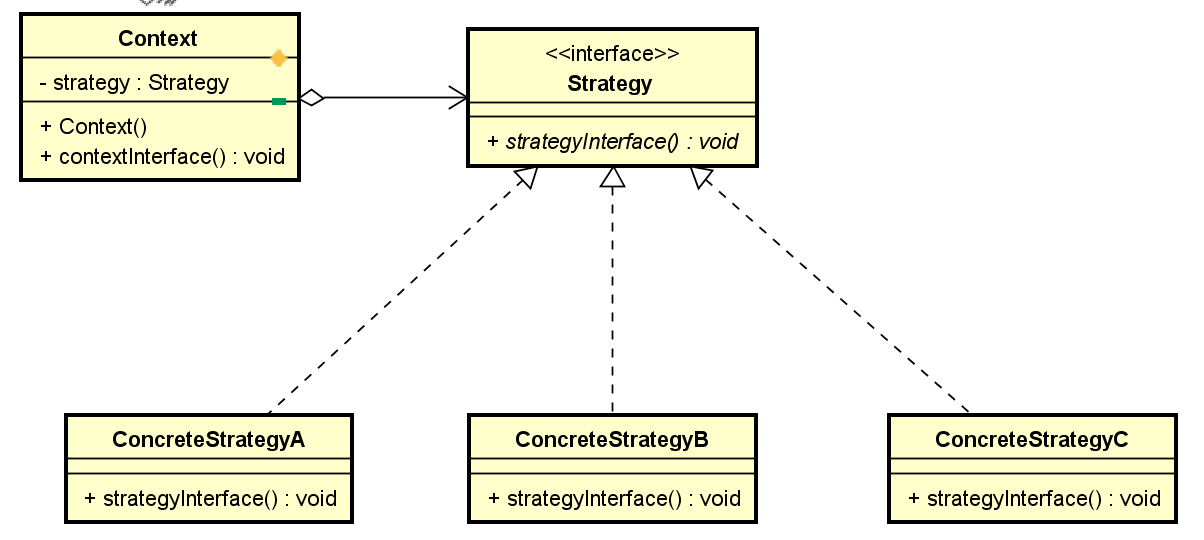 Context
- strategy : Strategy
+ Context()
+ contextInterface() : void
<<interface>>
Strategy
+ strategyInterface() : void
ConcreteStrategyA
+ strategyInterface() : void
ConcreteStrategyB
+ strategyInterface() : void
ConcreteStrategyC
+ strategyInterface() : void